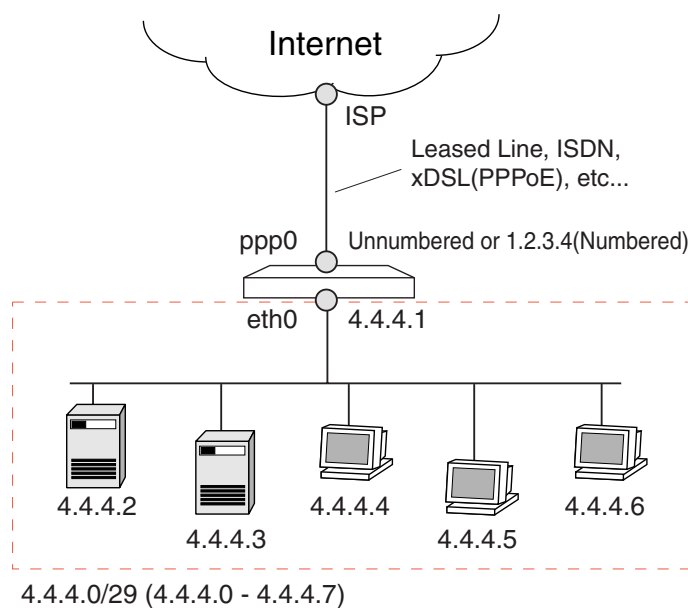 Internet
ISP
Leased Line, ISDN,
xDSL(PPPoE), etc...
ppp0
Unnumbered or 1.2.3.4(Numbered)
eth0
4.4.4.1
4.4.4.2
4.4.4.3
4.4.4.4
4.4.4.5
4.4.4.6
4.4.4.0/29 (4.4.4.0 - 4.4.4.7)